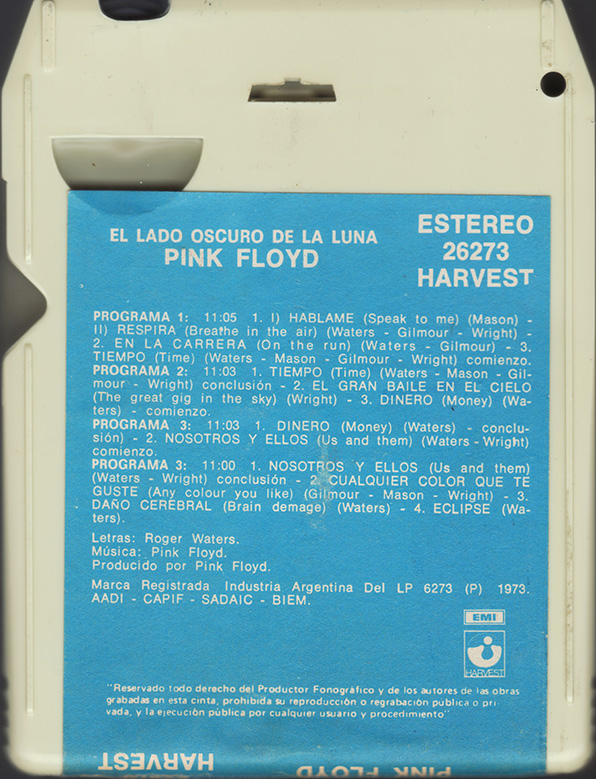 EL LADO OSCURO DE LA LUNA
PINK FLOYD
ESTEREO
26273
HARVEST
PROGRAMA 1: 11:05 1. I) HABLAME (Speak to me) (Mason) -
II) RESPIRA (Breathe in the air) (Waters - Gilmour - Wright) -
2. EN LA CARRERA (On the run) (Waters - Gilmour) - 3.
TIEMPO (Time) (Waters - Mason - Gilmour - Wright) comienzo.
PROGRAMA 2: 11:03 1. TIEMPO (Time) (Waters - Mason - Gil-
mour - Wright) conclusión - 2. EL GRAN BAILE EN EL CIELO
(The great gig in the sky) (Wright) - 3. DINERO (Money) (Wa-
ters) - comienzo.
PROGRAMA 3: 11:03 1. DINERO (Money) (Waters) - conclu-
sión) - 2. NOSOTROS Y ELLOS (Us and them) (Waters - Wright)
comienzo.
PROGRAMA 3: 11:00 1. NOSOTROS Y ELLOS (Us and them)
(Waters - Wright) conclusión - 2. CUALQUIER COLOR QUE TE
GUSTE (Any colour you like) (Gilmour - Mason - Wright) - 3.
DAÑO CEREBRAL (Brain demage) (Waters) - 4. ECLIPSE (Wa-
ters).
Letras: Roger Waters.
Música: Pink Floyd.
Producido por Pink Floyd.
Marca Registrada Industria Argentina Del LP 6273 (P) 1973.
AADI - CAPIF - SADAIC - BIEM.
EMI
HARVEST
"Reservado todo derecho del Productor Fonográfico y de los autores de las obras
grabadas en esta cinta, prohibida su reproducción o regrabación publica o pri-
vada, y la ejecución pública por cualquier usuario y procedimiento"
HARVEST
PINK FLOYD